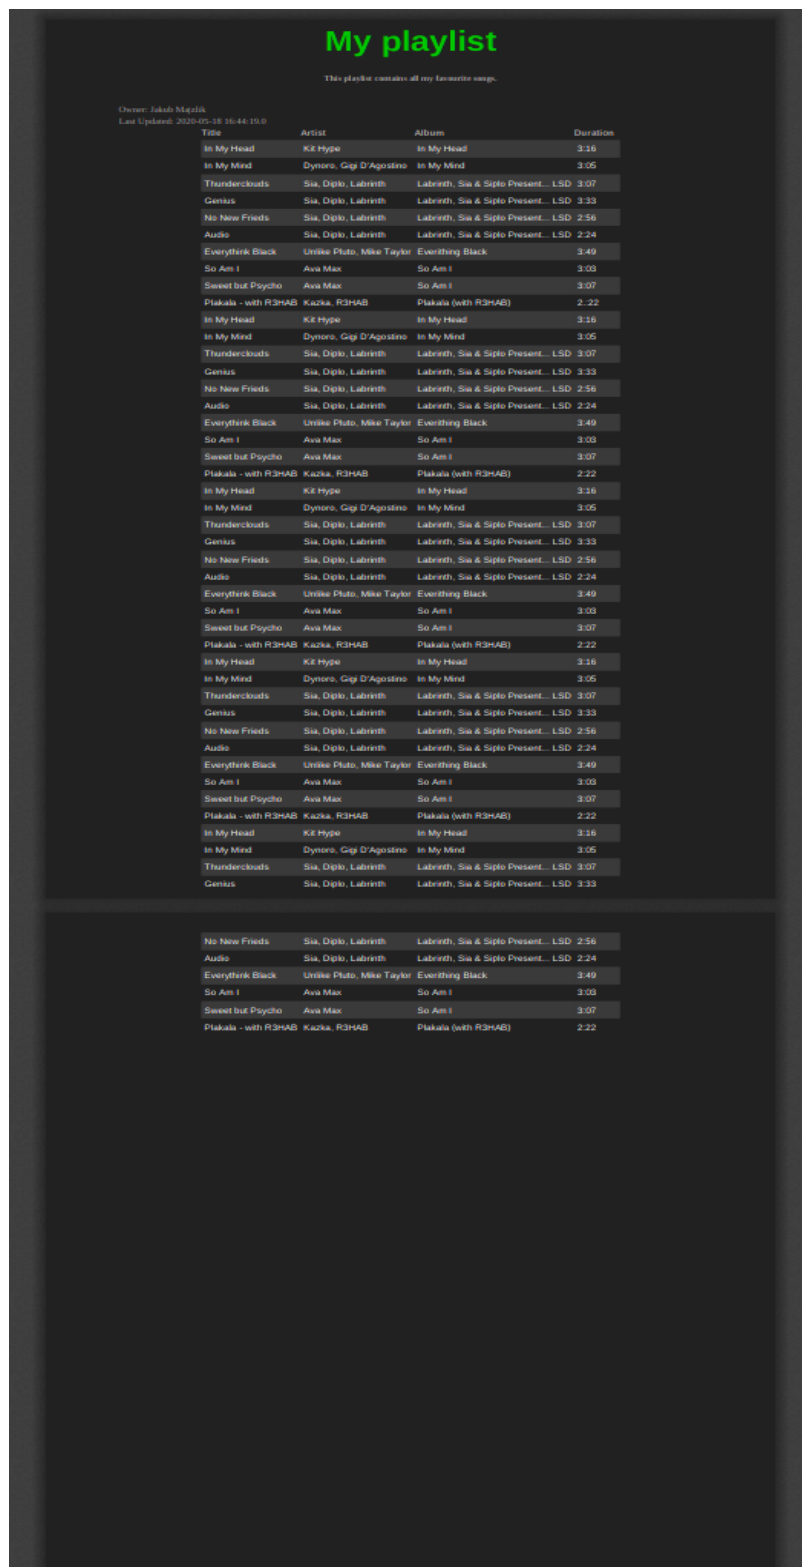 My playlist
This playlist contains all my favourite songs.
Owner: Jakub Majzlik
Last Updated: 2020-05-18 16:44:19.0
Title Artist Album Duration
In My Head Kit Hype In My Head 3:16
In My Mind Dynoro, Gigi D'Agostino In My Mind 3:05
Thunderclouds Sia, Diplo, Labrinth Labrinth, Sia & Siplo Present... LSD 3:07
Genius Sia, Diplo, Labrinth Labrinth, Sia & Siplo Present... LSD 3:33
No New Frieds Sia, Diplo, Labrinth Labrinth, Sia & Siplo Present... LSD 2:56
Audio Sia, Diplo, Labrinth Labrinth, Sia & Siplo Present... LSD 2:24
Everythink Black Unlike Pluto, Mike Taylor Everithing Black 3:49
So Am I Ava Max So Am I 3:03
Sweet but Psycho Ava Max So Am I 3:07
Plakala - with R3HAB Kazka, R3HAB Plakala (with R3HAB) 2:.22
In My Head Kit Hype In My Head 3:16
In My Mind Dynoro, Gigi D'Agostino In My Mind 3:05
Thunderclouds Sia, Diplo, Labrinth Labrinth, Sia & Siplo Present... LSD 3:07
Genius Sia, Diplo, Labrinth Labrinth, Sia & Siplo Present... LSD 3:33
No New Frieds Sia, Diplo, Labrinth Labrinth, Sia & Siplo Present... LSD 2:56
Audio Sia, Diplo, Labrinth Labrinth, Sia & Siplo Present... LSD 2:24
Everythink Black Unlike Pluto, Mike Taylor Everithing Black 3:49
So Am I Ava Max So Am I 3:03
Sweet but Psycho Ava Max So Am I 3:07
Plakala - with R3HAB Kazka, R3HAB Plakala (with R3HAB) 2:22
In My Head Kit Hype In My Head 3:16
In My Mind Dynoro, Gigi D'Agostino In My Mind 3:05
Thunderclouds Sia, Diplo, Labrinth Labrinth, Sia & Siplo Present... LSD 3:07
Genius Sia, Diplo, Labrinth Labrinth, Sia & Siplo Present... LSD 3:33
No New Frieds Sia, Diplo, Labrinth Labrinth, Sia & Siplo Present... LSD 2:56
Audio Sia, Diplo, Labrinth Labrinth, Sia & Siplo Present... LSD 2:24
Everythink Black Unlike Pluto, Mike Taylor Everithing Black 3:49
So Am I Ava Max So Am I 3:03
Sweet but Psycho Ava Max So Am I 3:07
Plakala - with R3HAB Kazka, R3HAB Plakala (with R3HAB) 2:22
In My Head Kit Hype In My Head 3:16
In My Mind Dynoro, Gigi D'Agostino In My Mind 3:05
Thunderclouds Sia, Diplo, Labrinth Labrinth, Sia & Siplo Present... LSD 3:07
Genius Sia, Diplo, Labrinth Labrinth, Sia & Siplo Present... LSD 3:33
No New Frieds Sia, Diplo, Labrinth Labrinth, Sia & Siplo Present... LSD 2:56
Audio Sia, Diplo, Labrinth Labrinth, Sia & Siplo Present... LSD 2:24
Everythink Black Unlike Pluto, Mike Taylor Everithing Black 3:49
So Am I Ava Max So Am I 3:03
Sweet but Psycho Ava Max So Am I 3:07
Plakala - with R3HAB Kazka, R3HAB Plakala (with R3HAB) 2:22
In My Head Kit Hype In My Head 3:16
In My Mind Dynoro, Gigi D'Agostino In My Mind 3:05
Thunderclouds Sia, Diplo, Labrinth Labrinth, Sia & Siplo Present... LSD 3:07
Genius Sia, Diplo, Labrinth Labrinth, Sia & Siplo Present... LSD 3:33
No New Frieds Sia, Diplo, Labrinth Labrinth, Sia & Siplo Present... LSD 2:56
Audio Sia, Diplo, Labrinth Labrinth, Sia & Siplo Present... LSD 2:24
Everythink Black Unlike Pluto, Mike Taylor Everithing Black 3:49
So Am I Ava Max So Am I 3:03
Sweet but Psycho Ava Max So Am I 3:07
Plakala - with R3HAB Kazka, R3HAB Plakala (with R3HAB) 2:22